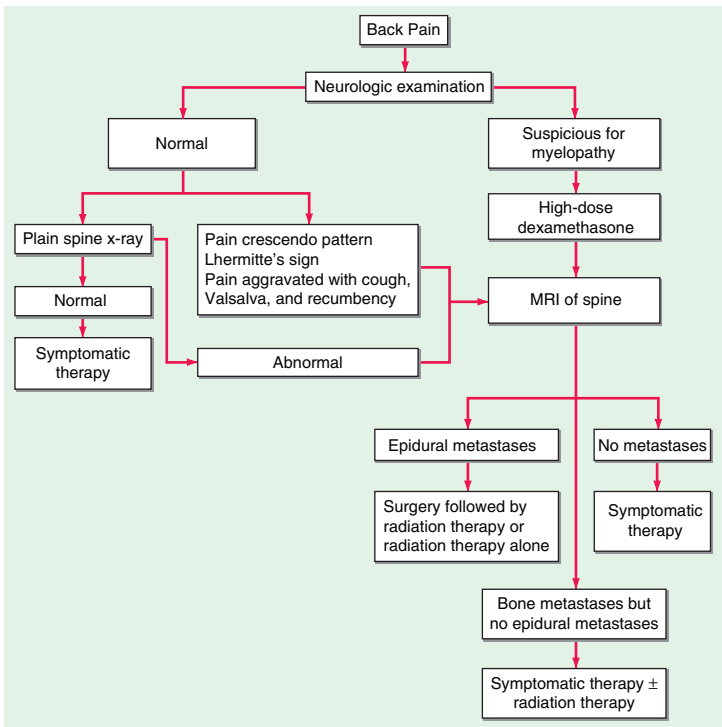 Back Pain
Neurologic examination
Normal
Suspicious for
myelopathy
High-dose
dexamethasone
Plain spine x-ray
Pain crescendo pattern
Lhermitte's sign
Pain aggravated with cough,
Valsalva, and recumbency
MRI of spine
Normal
Symptomatic
therapy
Abnormal
Epidural metastases
No metastases
Surgery followed by
radiation therapy or
radiation therapy alone
Symptomatic
therapy
Bone metastases but
no epidural metastases
Symptomatic therapy ±
radiation therapy